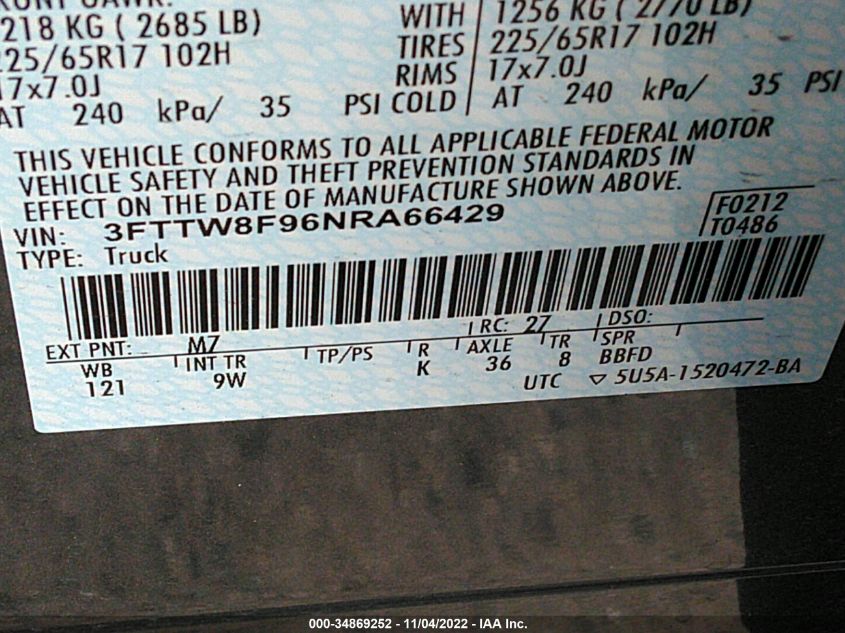 FRONT GAWR:
218 KG ( 2685 LB) WITH 1256 KG ( 2770 LB)
225/65R17 102H TIRES 225/65R17 102H
17x7.0J RIMS 17x7.0J
AT 240 kPa/ 35 PSI COLD AT 240 kPa/ 35 PSI
THIS VEHICLE CONFORMS TO ALL APPLICABLE FEDERAL MOTOR
VEHICLE SAFETY AND THEFT PREVENTION STANDARDS IN
EFFECT ON THE DATE OF MANUFACTURE SHOWN ABOVE.
VIN: 3FTTW8F96NRA66429 F0212
TYPE: Truck T0486
EXT PNT: M7 RC: 27 DSO:
WB INT TR TP/PS R AXLE TR SPR
121 9W K 36 8 BBFD
UTC 5U5A-1520472-BA
000-34869252 - 11/04/2022 - IAA Inc.